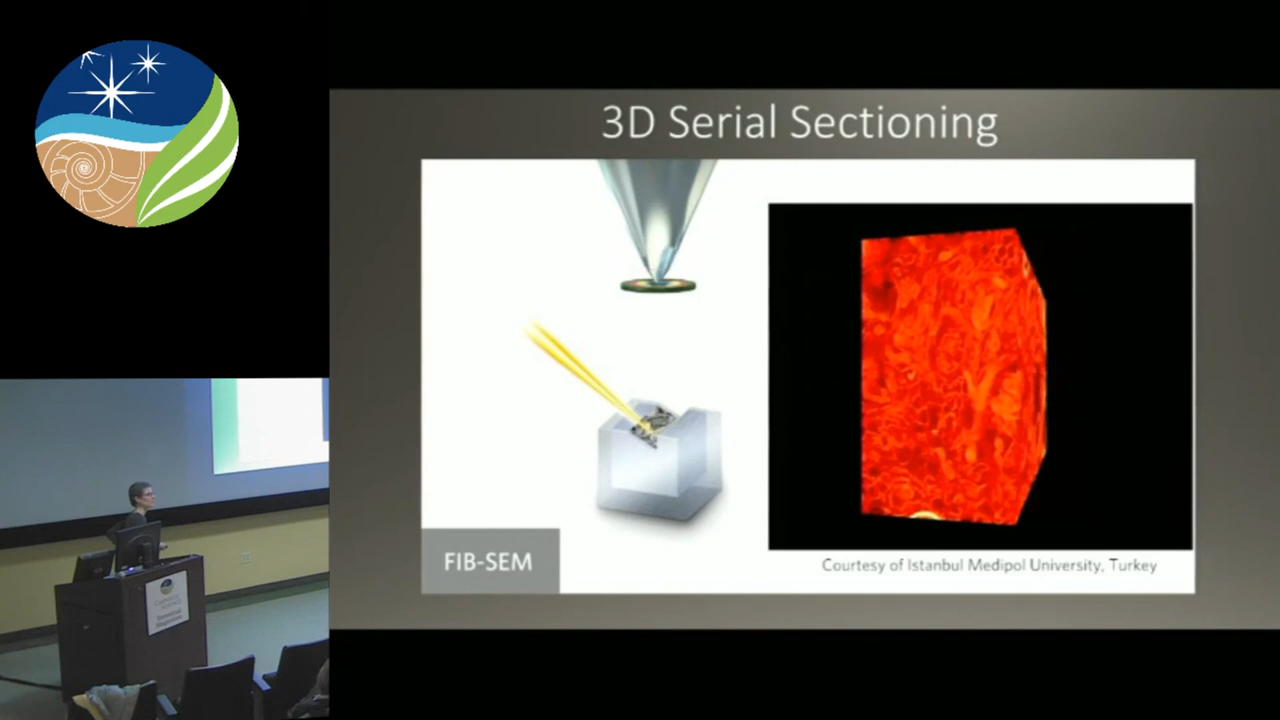 3D Serial Sectioning
FIB-SEM
Courtesy of Istanbul Medipol University, Turkey